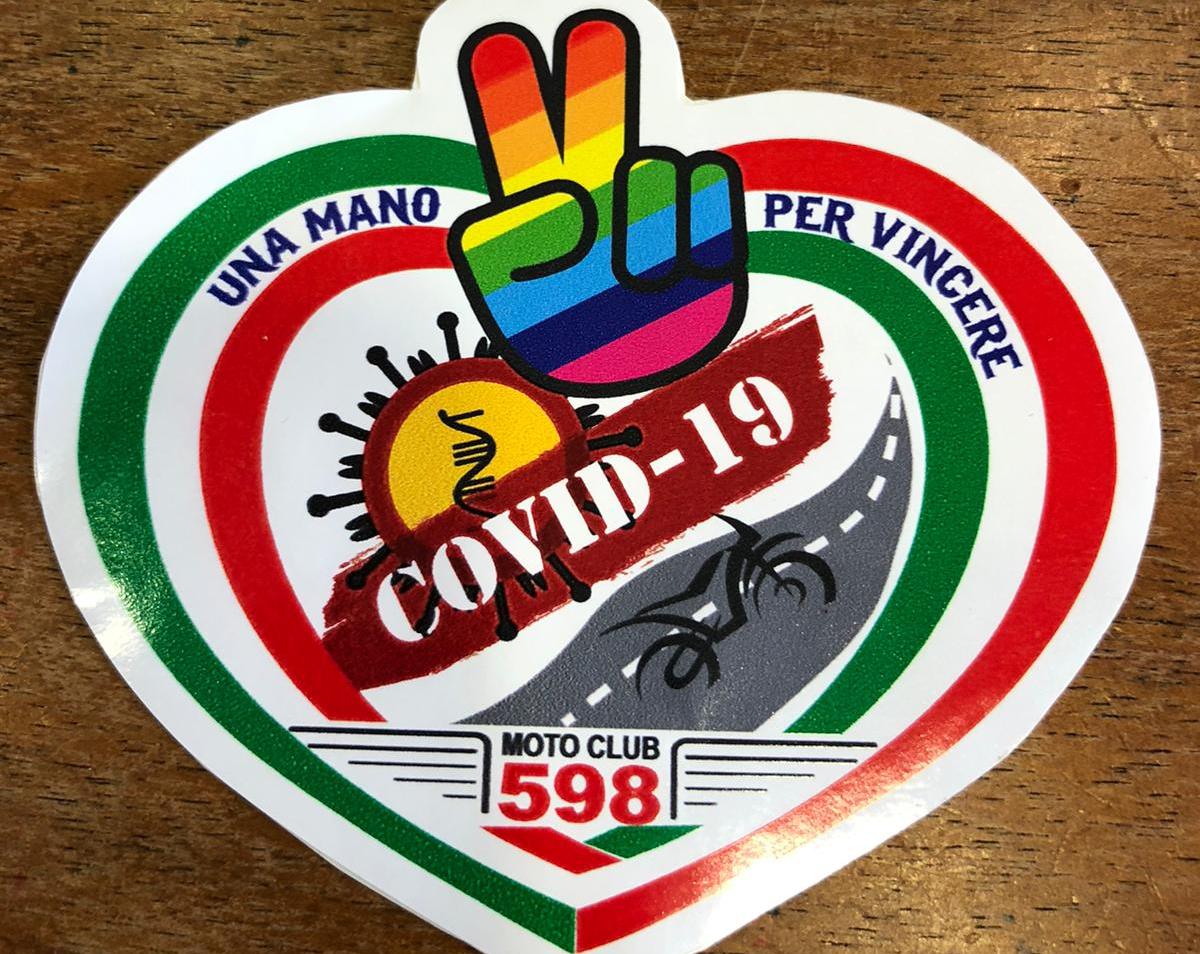 UNA MANO PER VINCERE
COVID-19
MOTO CLUB
598